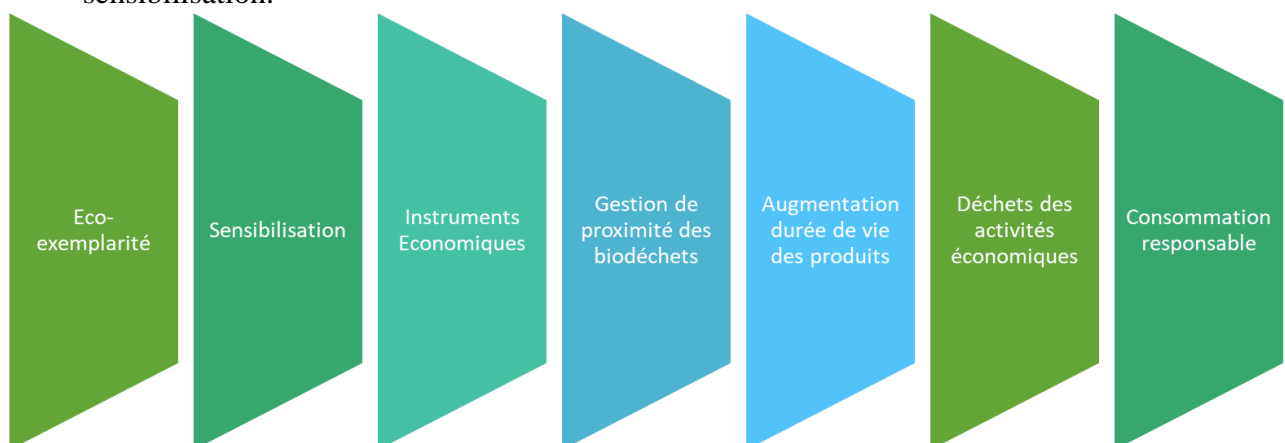 sensibilisation.
Eco-
exemplarité
Sensibilisation
Instruments
Economiques
Gestion de
proximité des
biodéchets
Augmentation
durée de vie
des produits
Déchets des
activités
économiques
Consommation
responsable